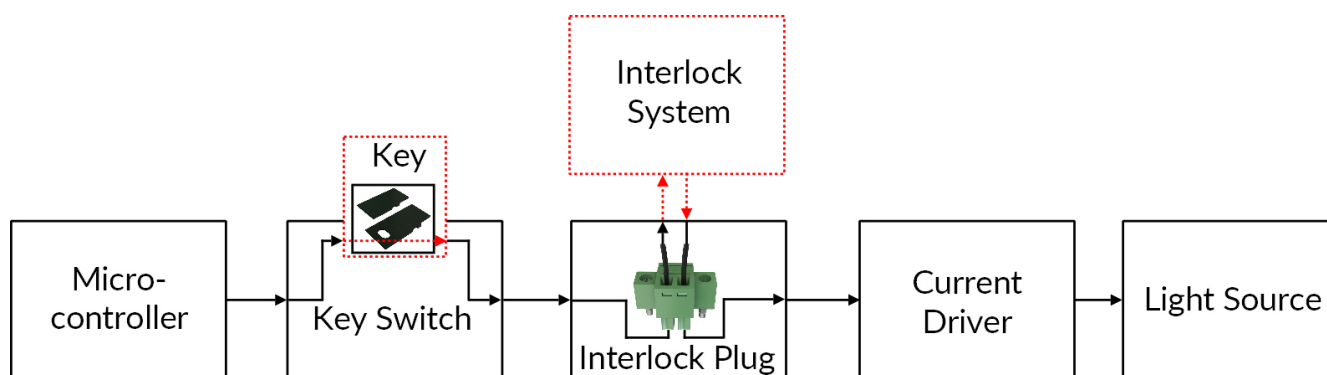 Interlock
System
Key
Micro-
controller
Key Switch
Interlock Plug
Current
Driver
Light Source